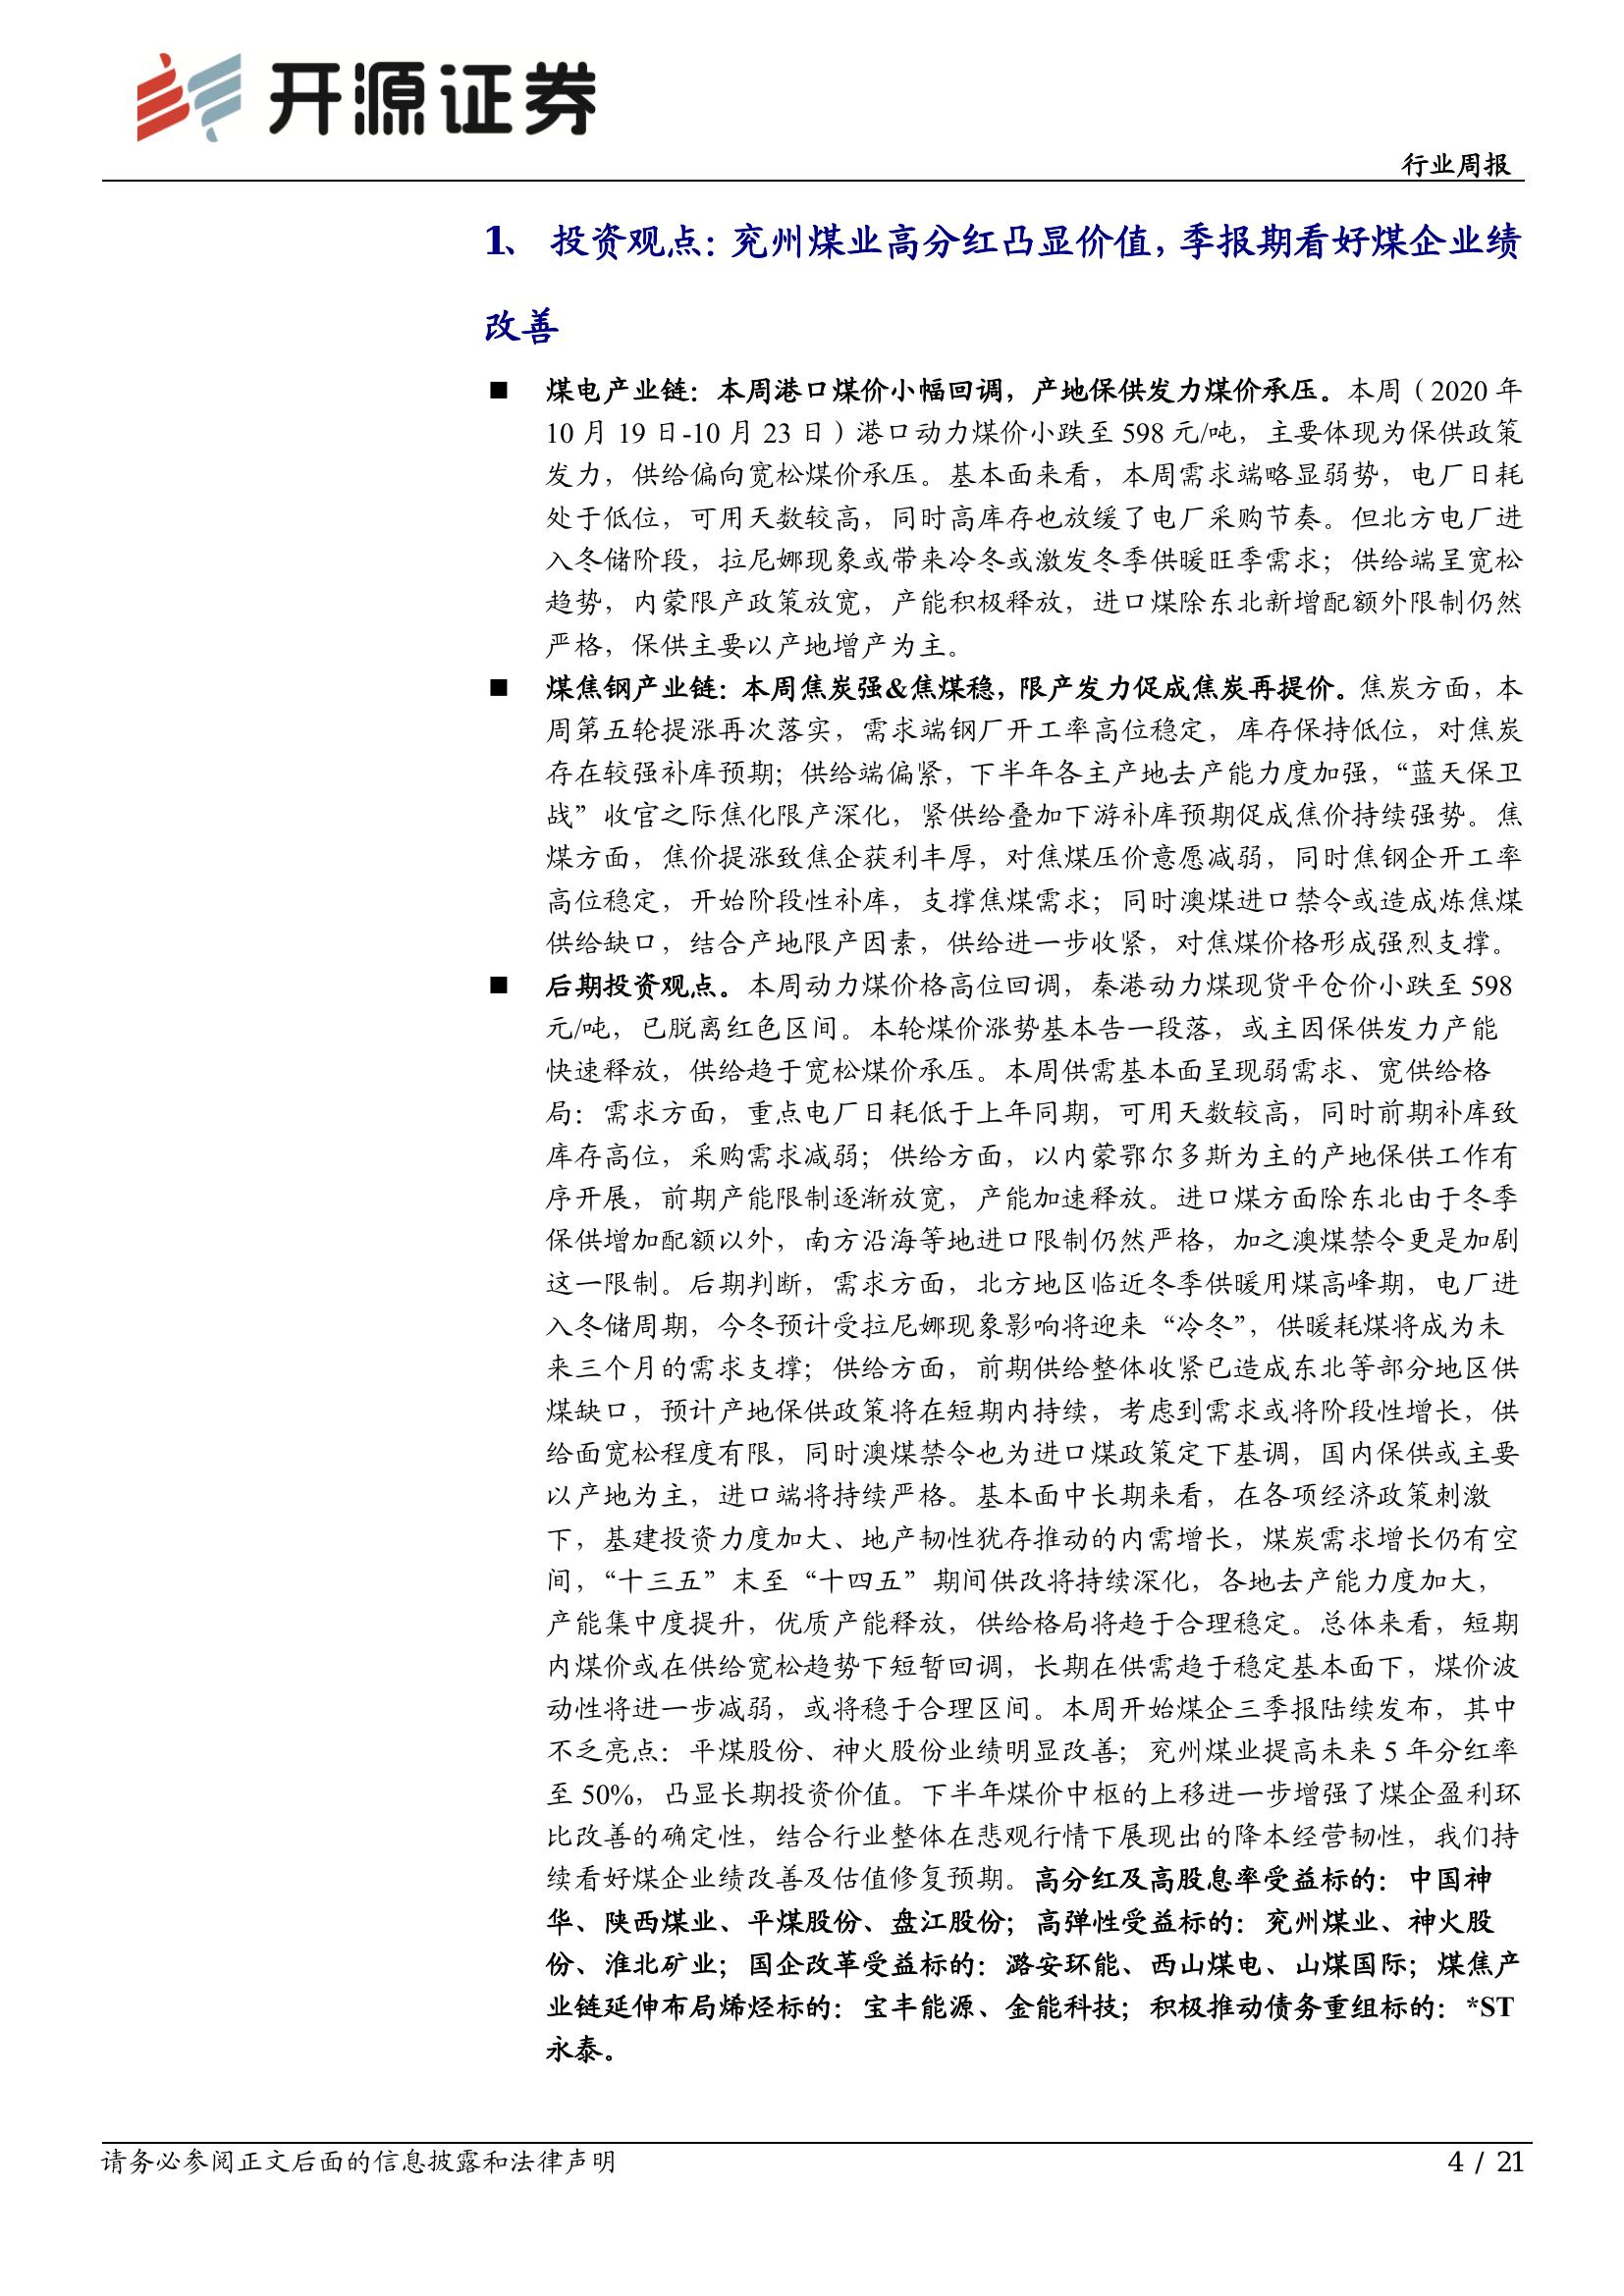 开源证券
行业周报
1、 投资观点：兖州煤业高分红凸显价值，季报期看好煤企业绩
改善
■ 煤电产业链：本周港口煤价小幅回调，产地保供发力煤价承压。本周（2020 年
10 月 19 日-10 月 23 日）港口动力煤价小跌至 598 元/吨，主要体现为保供政策
发力，供给偏向宽松煤价承压。基本面来看，本周需求端略显弱势，电厂日耗
处于低位，可用天数较高，同时高库存也放缓了电厂采购节奏。但北方电厂进
入冬储阶段，拉尼娜现象或带来冷冬或激发冬季供暖旺季需求；供给端呈宽松
趋势，内蒙限产政策放宽，产能积极释放，进口煤除东北新增配额外限制仍然
严格，保供主要以产地增产为主。
■ 煤焦钢产业链：本周焦炭强&焦煤稳，限产发力促成焦炭再提价。焦炭方面，本
周第五轮提涨再次落实，需求端钢厂开工率高位稳定，库存保持低位，对焦炭
存在较强补库预期；供给端偏紧，下半年各主产地去产能力度加强，“蓝天保卫
战”收官之际焦化限产深化，紧供给叠加下游补库预期促成焦价持续强势。焦
煤方面，焦价提涨致焦企获利丰厚，对焦煤压价意愿减弱，同时焦钢企开工率
高位稳定，开始阶段性补库，支撑焦煤需求；同时澳煤进口禁令或造成炼焦煤
供给缺口，结合产地限产因素，供给进一步收紧，对焦煤价格形成强烈支撑。
■ 后期投资观点。本周动力煤价格高位回调，秦港动力煤现货平仓价小跌至 598
元/吨，已脱离红色区间。本轮煤价涨势基本告一段落，或主因保供发力产能
快速释放，供给趋于宽松煤价承压。本周供需基本面呈现弱需求、宽供给格
局：需求方面，重点电厂日耗低于上年同期，可用天数较高，同时前期补库致
库存高位，采购需求减弱；供给方面，以内蒙鄂尔多斯为主的产地保供工作有
序开展，前期产能限制逐渐放宽，产能加速释放。进口煤方面除东北由于冬季
保供增加配额以外，南方沿海等地进口限制仍然严格，加之澳煤禁令更是加剧
这一限制。后期判断，需求方面，北方地区临近冬季供暖用煤高峰期，电厂进
入冬储周期，今冬预计受拉尼娜现象影响将迎来“冷冬”，供暖耗煤将成为未
来三个月的需求支撑；供给方面，前期供给整体收紧已造成东北等部分地区供
煤缺口，预计产地保供政策将在短期内持续，考虑到需求或将阶段性增长，供
给面宽松程度有限，同时澳煤禁令也为进口煤政策定下基调，国内保供或主要
以产地为主，进口端将持续严格。基本面中长期来看，在各项经济政策刺激
下，基建投资力度加大、地产韧性犹存推动的内需增长，煤炭需求增长仍有空
间，“十三五”末至“十四五”期间供改将持续深化，各地去产能力度加大，
产能集中度提升，优质产能释放，供给格局将趋于合理稳定。总体来看，短期
内煤价或在供给宽松趋势下短暂回调，长期在供需趋于稳定基本面下，煤价波
动性将进一步减弱，或将稳于合理区间。本周开始煤企三季报陆续发布，其中
不乏亮点：平煤股份、神火股份业绩明显改善；兖州煤业提高未来 5 年分红率
至 50%，凸显长期投资价值。下半年煤价中枢的上移进一步增强了煤企盈利环
比改善的确定性，结合行业整体在悲观行情下展现出的降本经营韧性，我们持
续看好煤企业绩改善及估值修复预期。高分红及高股息率受益标的：中国神
华、陕西煤业、平煤股份、盘江股份；高弹性受益标的：兖州煤业、神火股
份、淮北矿业；国企改革受益标的：潞安环能、西山煤电、山煤国际；煤焦产
业链延伸布局烯烃标的：宝丰能源、金能科技；积极推动债务重组标的：*ST
永泰。
请务必参阅正文后面的信息披露和法律声明
4 / 21